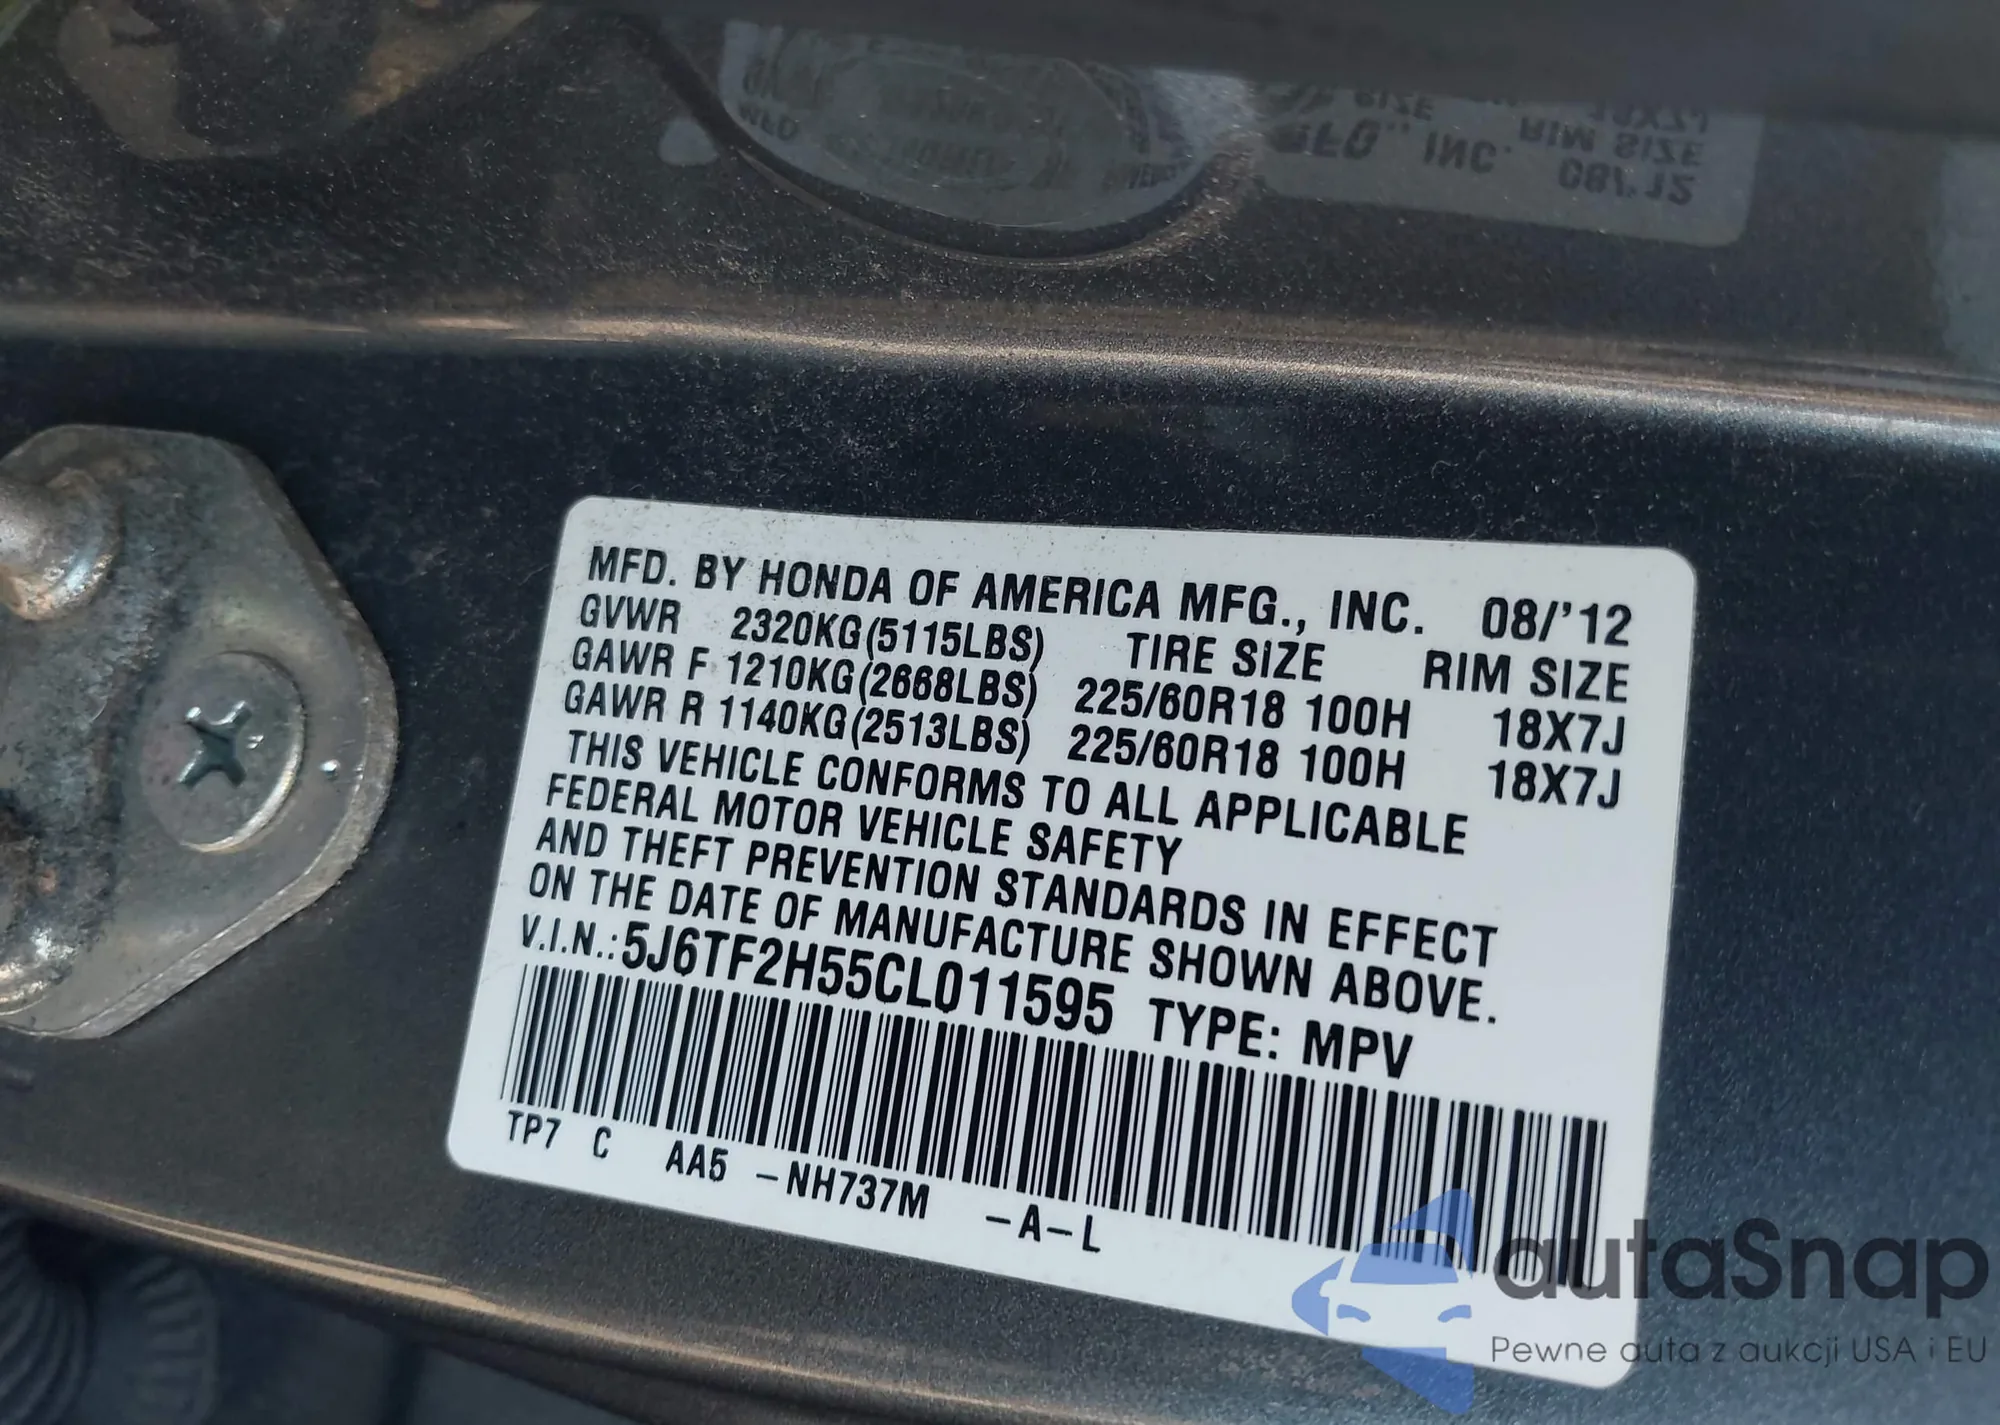 MFD. BY HONDA OF AMERICA MFG., INC. 08/'12
GVWR 2320KG(5115LBS) TIRE SIZE RIM SIZE
GAWR F 1210KG(2668LBS) 225/60R18 100H 18X7J
GAWR R 1140KG(2513LBS) 225/60R18 100H 18X7J
THIS VEHICLE CONFORMS TO ALL APPLICABLE
FEDERAL MOTOR VEHICLE SAFETY
AND THEFT PREVENTION STANDARDS IN EFFECT
ON THE DATE OF MANUFACTURE SHOWN ABOVE.
V.I.N.:5J6TF2H55CL011595 TYPE: MPV
TP7 C AA5 -NH737M -A-L
autaSnap
Pewne auta z aukcji USA i EU